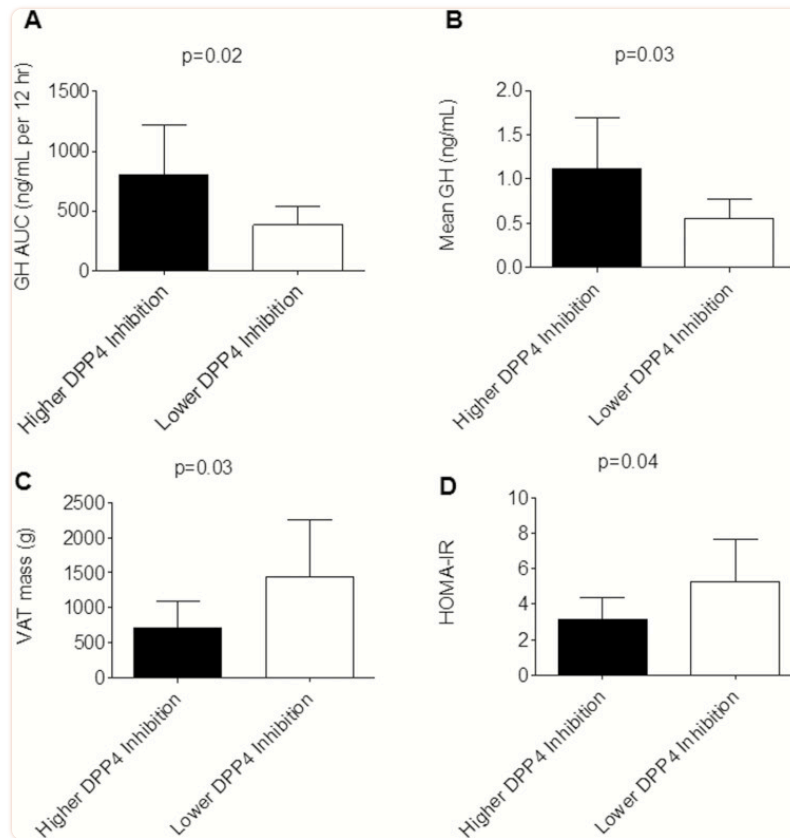 A
p=0.02
GH AUC (ng/mL per 12 hr)
1500
1000
500
0
Higher DPP4 Inhibition
Lower DPP4 Inhibition
B
p=0.03
Mean GH (ng/mL)
2.0
1.5
1.0
0.5
0.0
Higher DPP4 Inhibition
Lower DPP4 Inhibition
C
p=0.03
VAT mass (g)
2500
2000
1500
1000
500
0
Higher DPP4 Inhibition
Lower DPP4 Inhibition
D
p=0.04
HOMA-IR
10
8
6
4
2
0
Higher DPP4 Inhibition
Lower DPP4 Inhibition